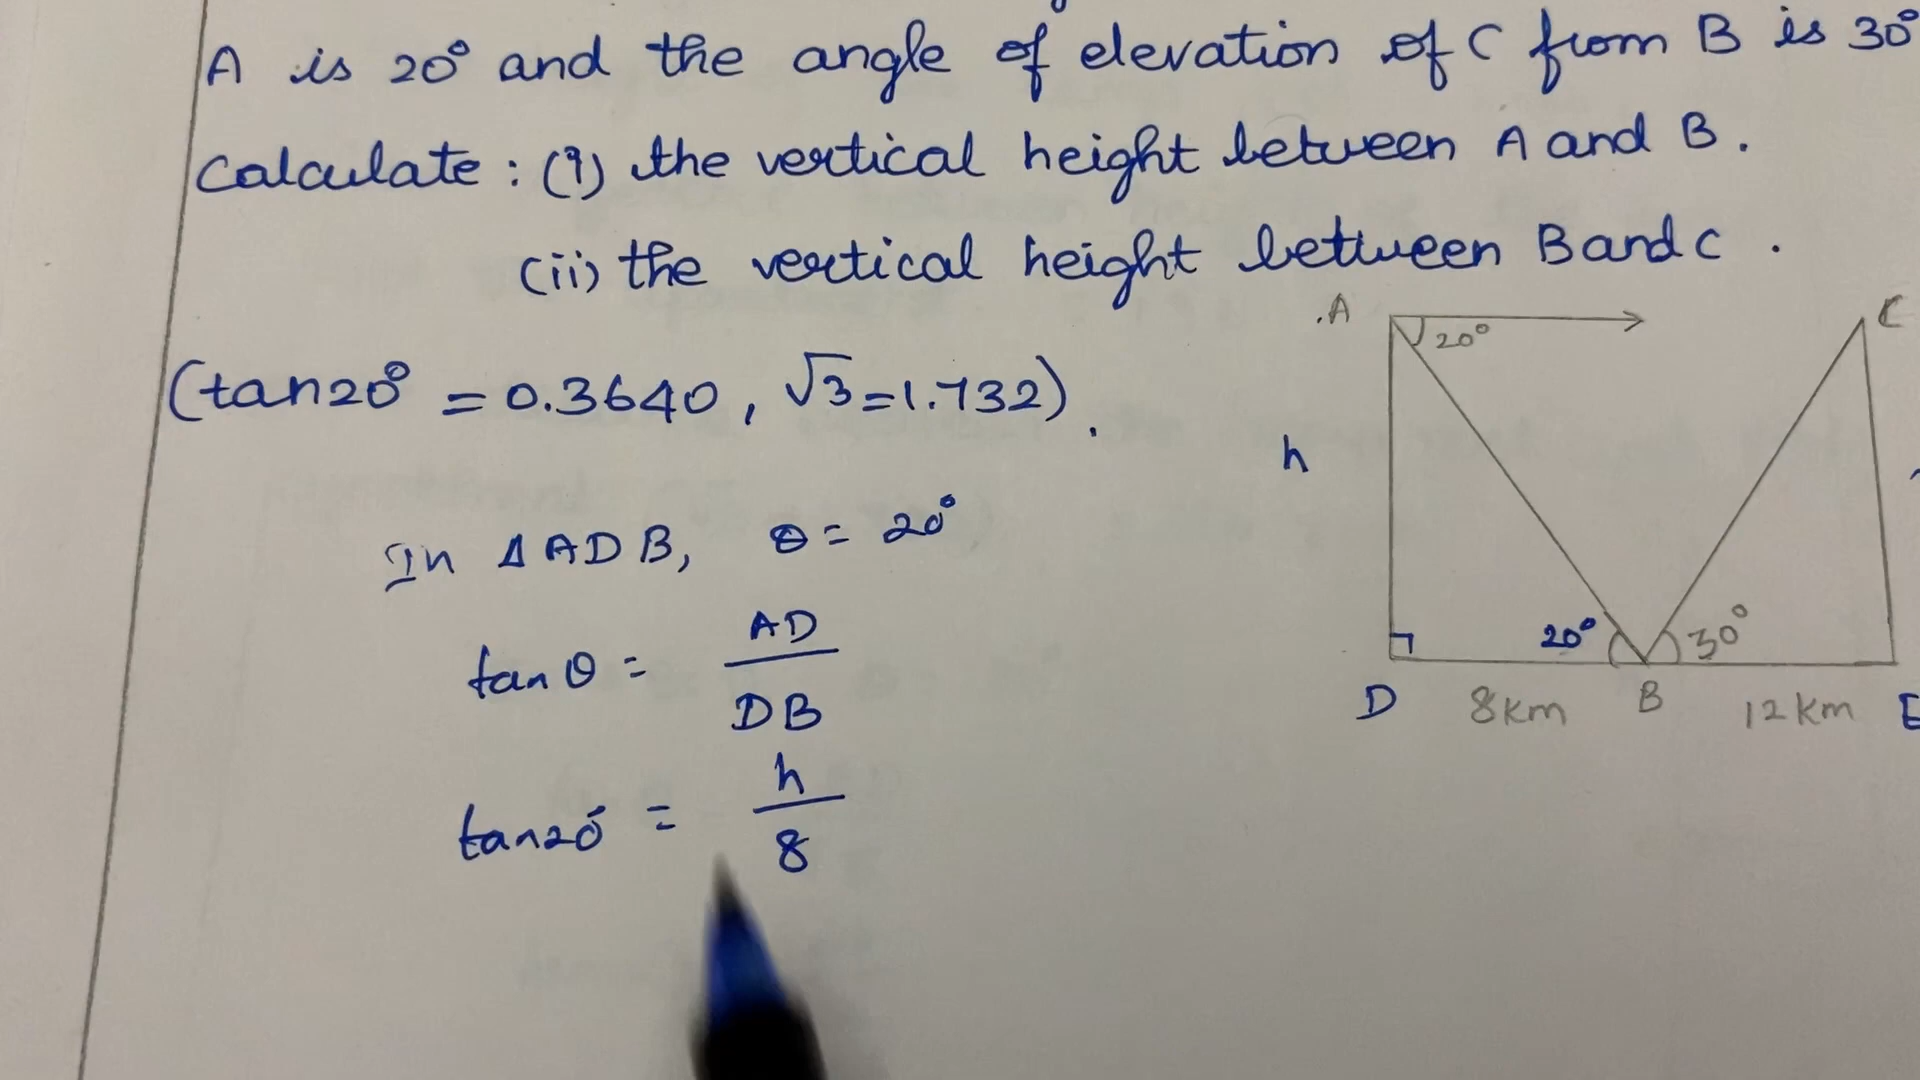 A is 20° and the angle of elevation of C from B is 30°
Calculate : (i) the vertical height between A and B.
(ii) the vertical height between B and C .
(tan20° = 0.3640, √3=1.732).
In Δ ADB, θ = 20°
tan θ = AD
DB
tan20° = h
8
.A
20°
C
h
20°
30°
D
8km
B
12km